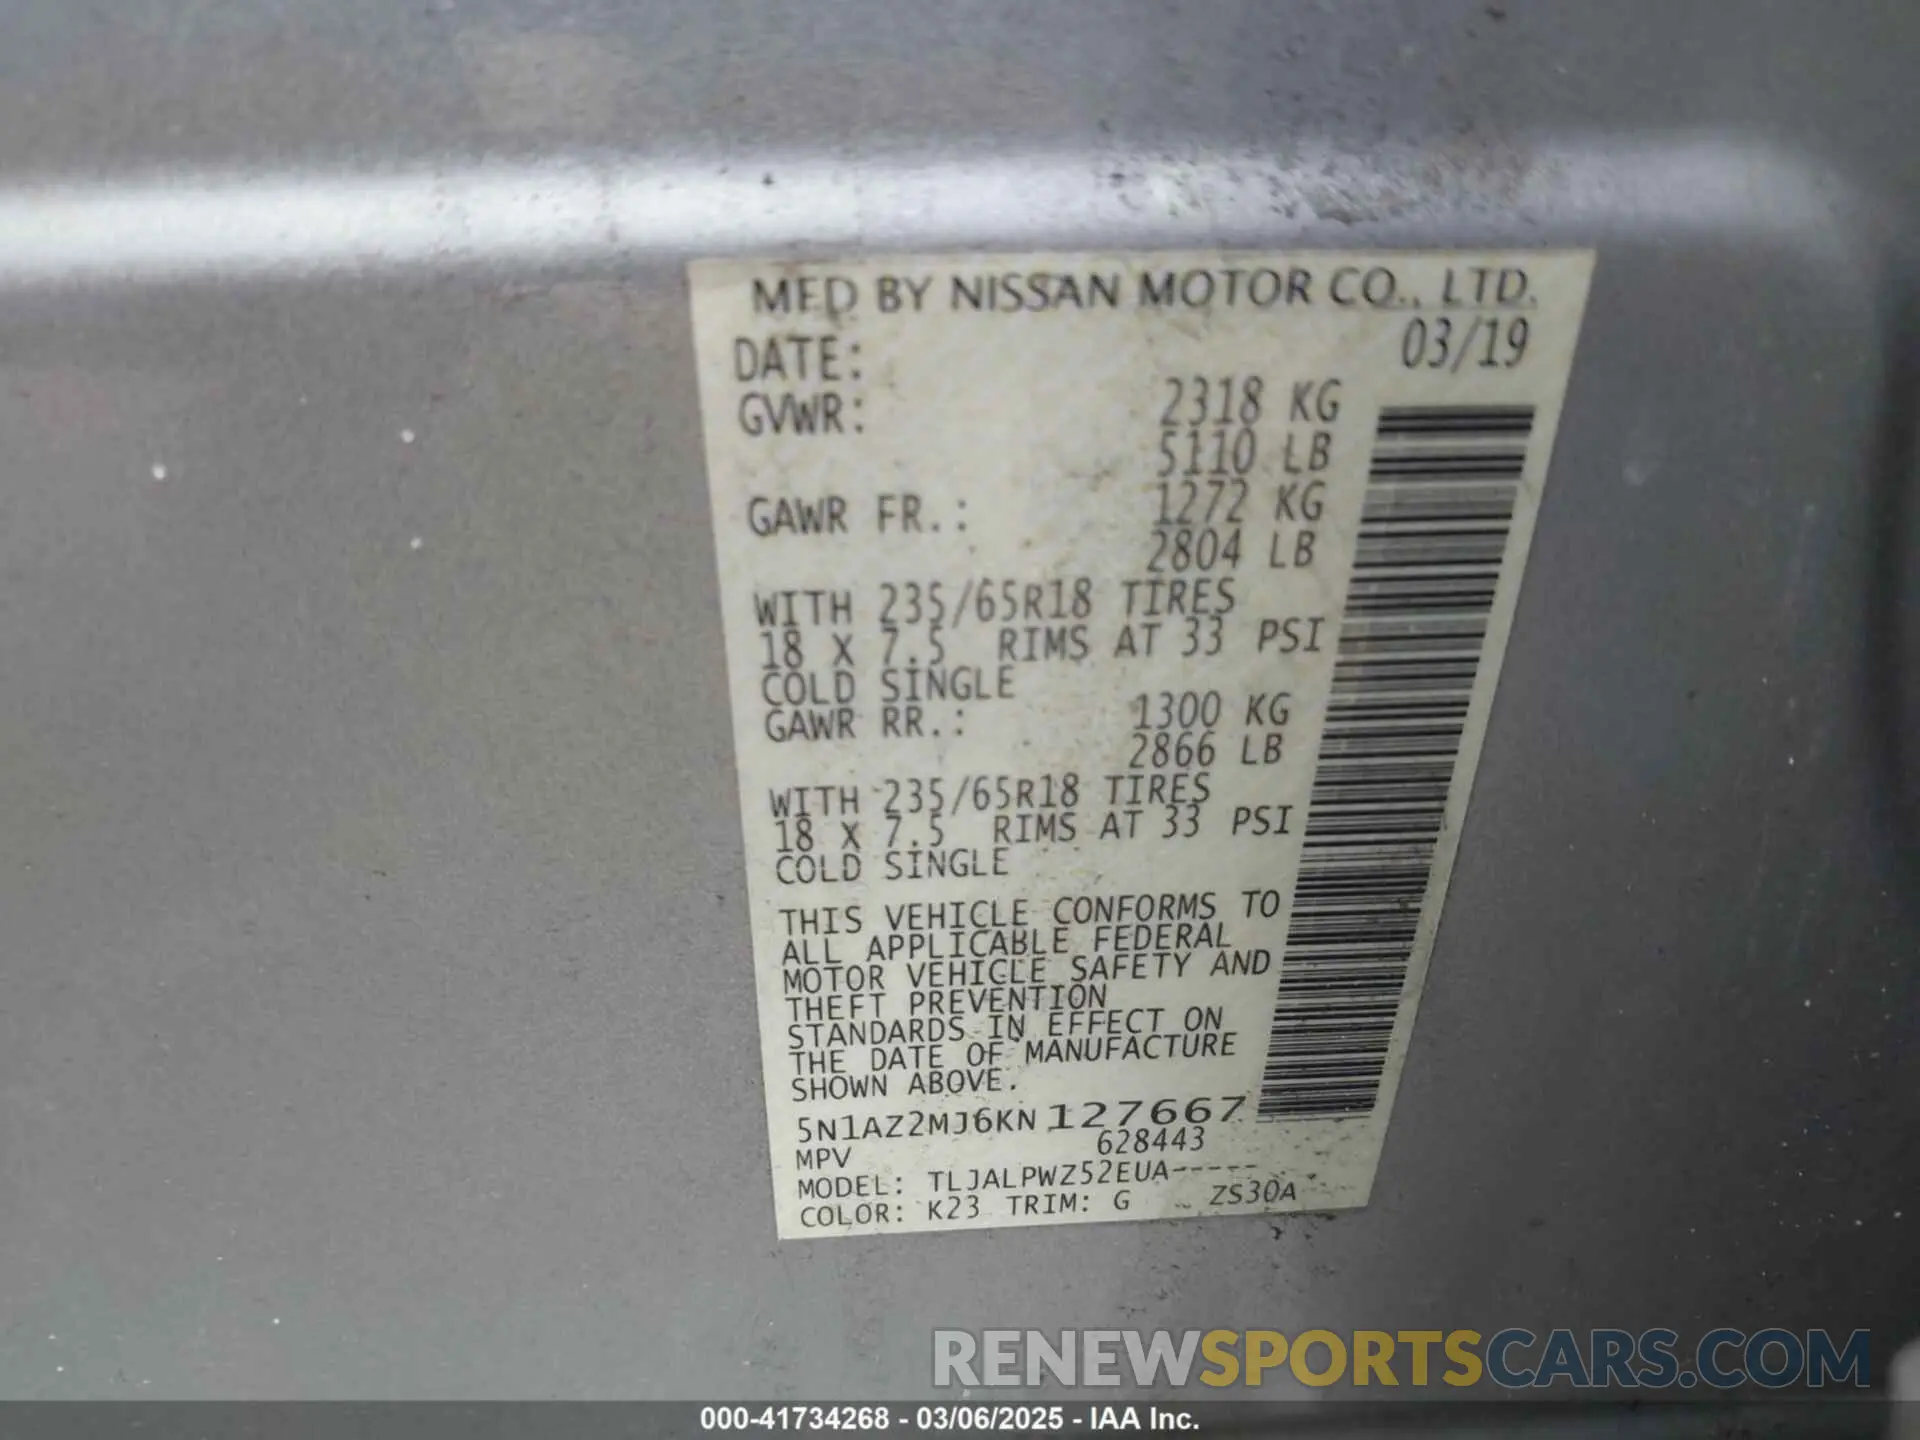 MFD BY NISSAN MOTOR CO., LTD.
DATE: 03/19
GVWR: 2318 KG
5110 LB
GAWR FR.: 1272 KG
2804 LB
WITH 235/65R18 TIRES
18 X 7.5 RIMS AT 33 PSI
COLD SINGLE
GAWR RR.: 1300 KG
2866 LB
WITH 235/65R18 TIRES
18 X 7.5 RIMS AT 33 PSI
COLD SINGLE
THIS VEHICLE CONFORMS TO
ALL APPLICABLE FEDERAL
MOTOR VEHICLE SAFETY AND
THEFT PREVENTION
STANDARDS IN EFFECT ON
THE DATE OF MANUFACTURE
SHOWN ABOVE.
5N1AZ2MJ6KN127667
MPV 628443
MODEL: TLJALPWZ52EUA-----
COLOR: K23 TRIM: G ZS30A
RENEWSPORTSCARS.COM
000-41734268 - 03/06/2025 - IAA Inc.